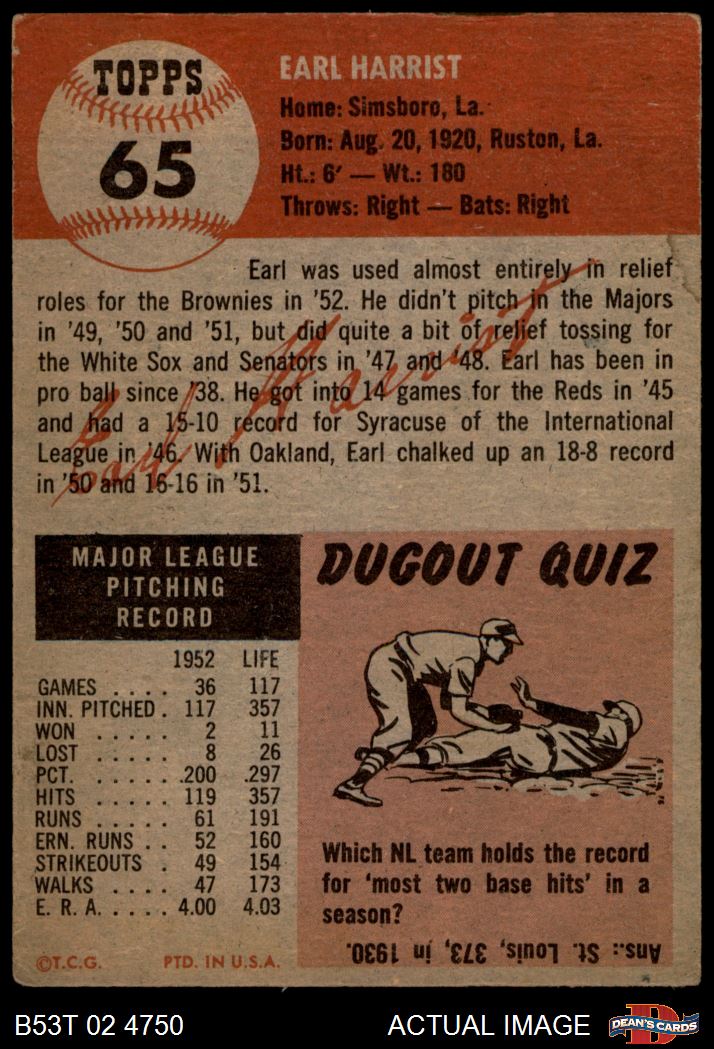 TOPPS
65
EARL HARRIST
Home: Simsboro, La.
Born: Aug. 20, 1920, Ruston, La.
Ht.: 6' — Wt.: 180
Throws: Right — Bats: Right
Earl was used almost entirely in relief
roles for the Brownies in '52. He didn't pitch in the Majors
in '49, '50 and '51, but did quite a bit of relief tossing for
the White Sox and Senators in '47 and '48. Earl has been in
pro ball since '38. He got into 14 games for the Reds in '45
and had a 15-10 record for Syracuse of the International
League in '46. With Oakland, Earl chalked up an 18-8 record
in '50 and 16-16 in '51.
Earl Harrist
MAJOR LEAGUE
PITCHING
RECORD
1952 LIFE
GAMES . . . . 36 117
INN. PITCHED . 117 357
WON . . . . . 2 11
LOST . . . . . 8 26
PCT. . . . . . .200 .297
HITS . . . . . 119 357
RUNS . . . . . 61 191
ERN. RUNS . . 52 160
STRIKEOUTS . 49 154
WALKS . . . . 47 173
E. R. A. . . . . . 4.00 4.03
©T.C.G. PTD. IN U.S.A.
DUGOUT QUIZ
Which NL team holds the record
for 'most two base hits' in a
season?
Ans.: St. Louis, 373, in 1930.
B53T 02 4750 ACTUAL IMAGE
DEAN'S CARDS